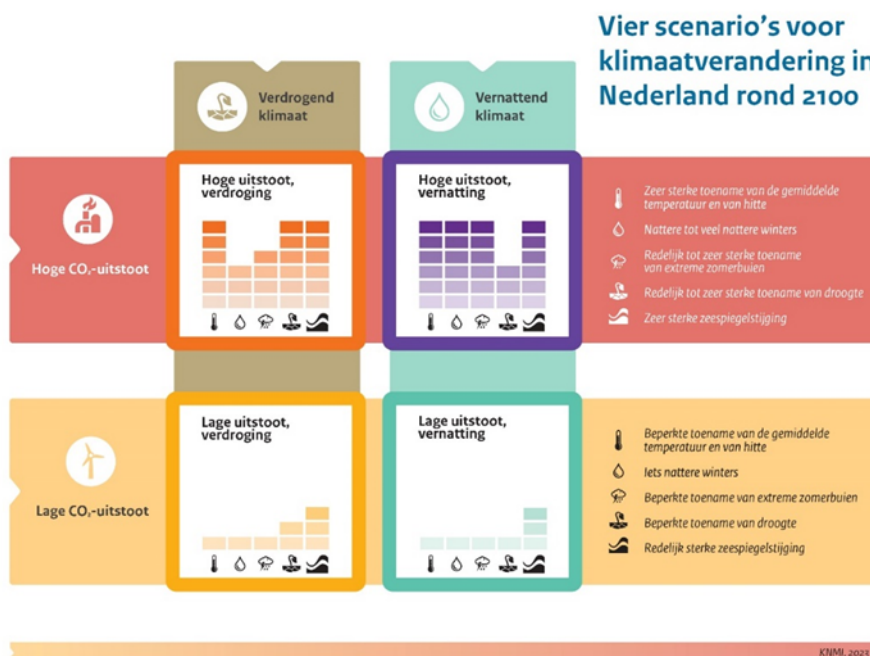 Vier scenario's voor
klimaatverandering in
Nederland rond 2100
Verdrogend
klimaat
Vernattend
klimaat
Hoge CO₂-uitstoot
Hoge uitstoot,
verdroging
Hoge uitstoot,
vernatting
Zeer sterke toename van de gemiddelde
temperatuur en van hitte
Nattere tot veel nattere winters
Redelijk tot zeer sterke toename
van extreme zomerbuien
Redelijk tot zeer sterke toename van droogte
Zeer sterke zeespiegelstijging
Lage CO₂-uitstoot
Lage uitstoot,
verdroging
Lage uitstoot,
vernatting
Beperkte toename van de gemiddelde
temperatuur en van hitte
Iets nattere winters
Beperkte toename van extreme zomerbuien
Beperkte toename van droogte
Redelijk sterke zeespiegelstijging
KNMI, 2023